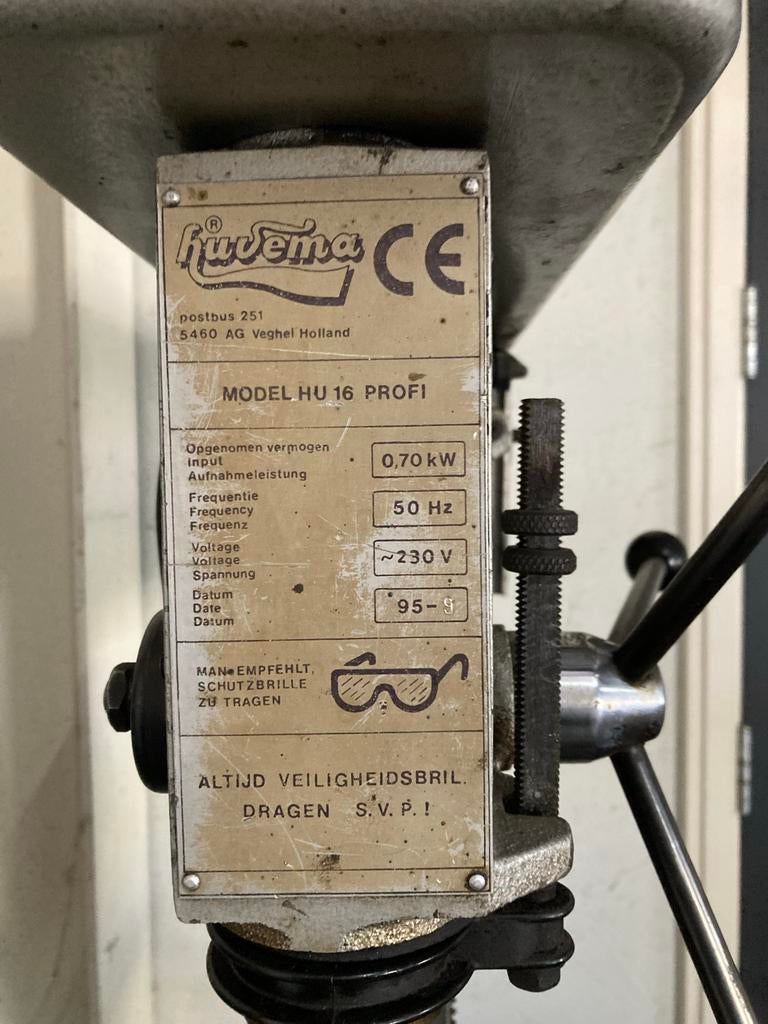 huvema ®
CE
postbus 251
5460 AG Veghel Holland
MODEL HU 16 PROFI
Opgenomen vermogen
Input
Aufnahmeleistung
0,70 kW
Frequentie
Frequency
Frequenz
50 Hz
Voltage
Voltage
Spannung
~230 V
Datum
Date
Datum
95-9
MAN EMPFEHLT,
SCHUTZBRILLE
ZU TRAGEN
ALTIJD VEILIGHEIDSBRIL.
DRAGEN S.V.P.!